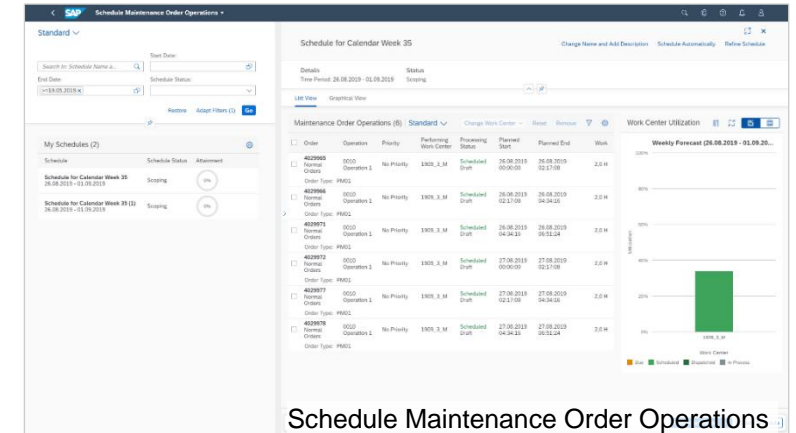 SAP Schedule Maintenance Order Operations
Standard
Search to: Schedule Name a...
Start Date:
End Date:
>=19.05.2019
Schedule Status:
Restore Adapt Filters (1) Go
My Schedules (2)
Schedule Schedule Status Attainment
Schedule for Calendar Week 35
26.08.2019 - 01.09.2019
Scoping
0%
Schedule for Calendar Week 35 (1)
26.08.2019 - 01.09.2019
Scoping
0%
Schedule for Calendar Week 35
Change Name and Add Description Schedule Automatically Refine Schedule
Details Status
Time Period: 26.08.2019 - 01.09.2019 Scoping
List View Graphical View
Maintenance Order Operations (6) Standard Change Work Center Reset Remove
Order Operation Priority Performing Work Center Processing Status Planned Start Planned End Work
4029965 Normal Orders 0010 Operation 1 No Priority 1909_3_M Scheduled Draft 26.08.2019 00:00:00 26.08.2019 02:17:08 2,0 H
Order Type: PM01
4029966 Normal Orders 0010 Operation 1 No Priority 1909_3_M Scheduled Draft 26.08.2019 02:17:08 26.08.2019 04:34:16 2,0 H
Order Type: PM01
4029971 Normal Orders 0010 Operation 1 No Priority 1909_3_M Scheduled Draft 26.08.2019 04:34:16 26.08.2019 06:51:24 2,0 H
Order Type: PM01
4029972 Normal Orders 0010 Operation 1 No Priority 1909_3_M Scheduled Draft 27.08.2019 00:00:00 27.08.2019 02:17:08 2,0 H
Order Type: PM01
4029977 Normal Orders 0010 Operation 1 No Priority 1909_3_M Scheduled Draft 27.08.2019 02:17:08 27.08.2019 04:34:16 2,0 H
Order Type: PM01
4029978 Normal Orders 0010 Operation 1 No Priority 1909_3_M Scheduled Draft 27.08.2019 04:34:16 27.08.2019 06:51:24 2,0 H
Order Type: PM01
Work Center Utilization
Weekly Forecast (26.08.2019 - 01.09.20...
100%
80%
60%
40%
20%
0%
Utilization
1909_3_M
Work Center
Due Scheduled Dispatched In Process
Schedule Maintenance Order Operations